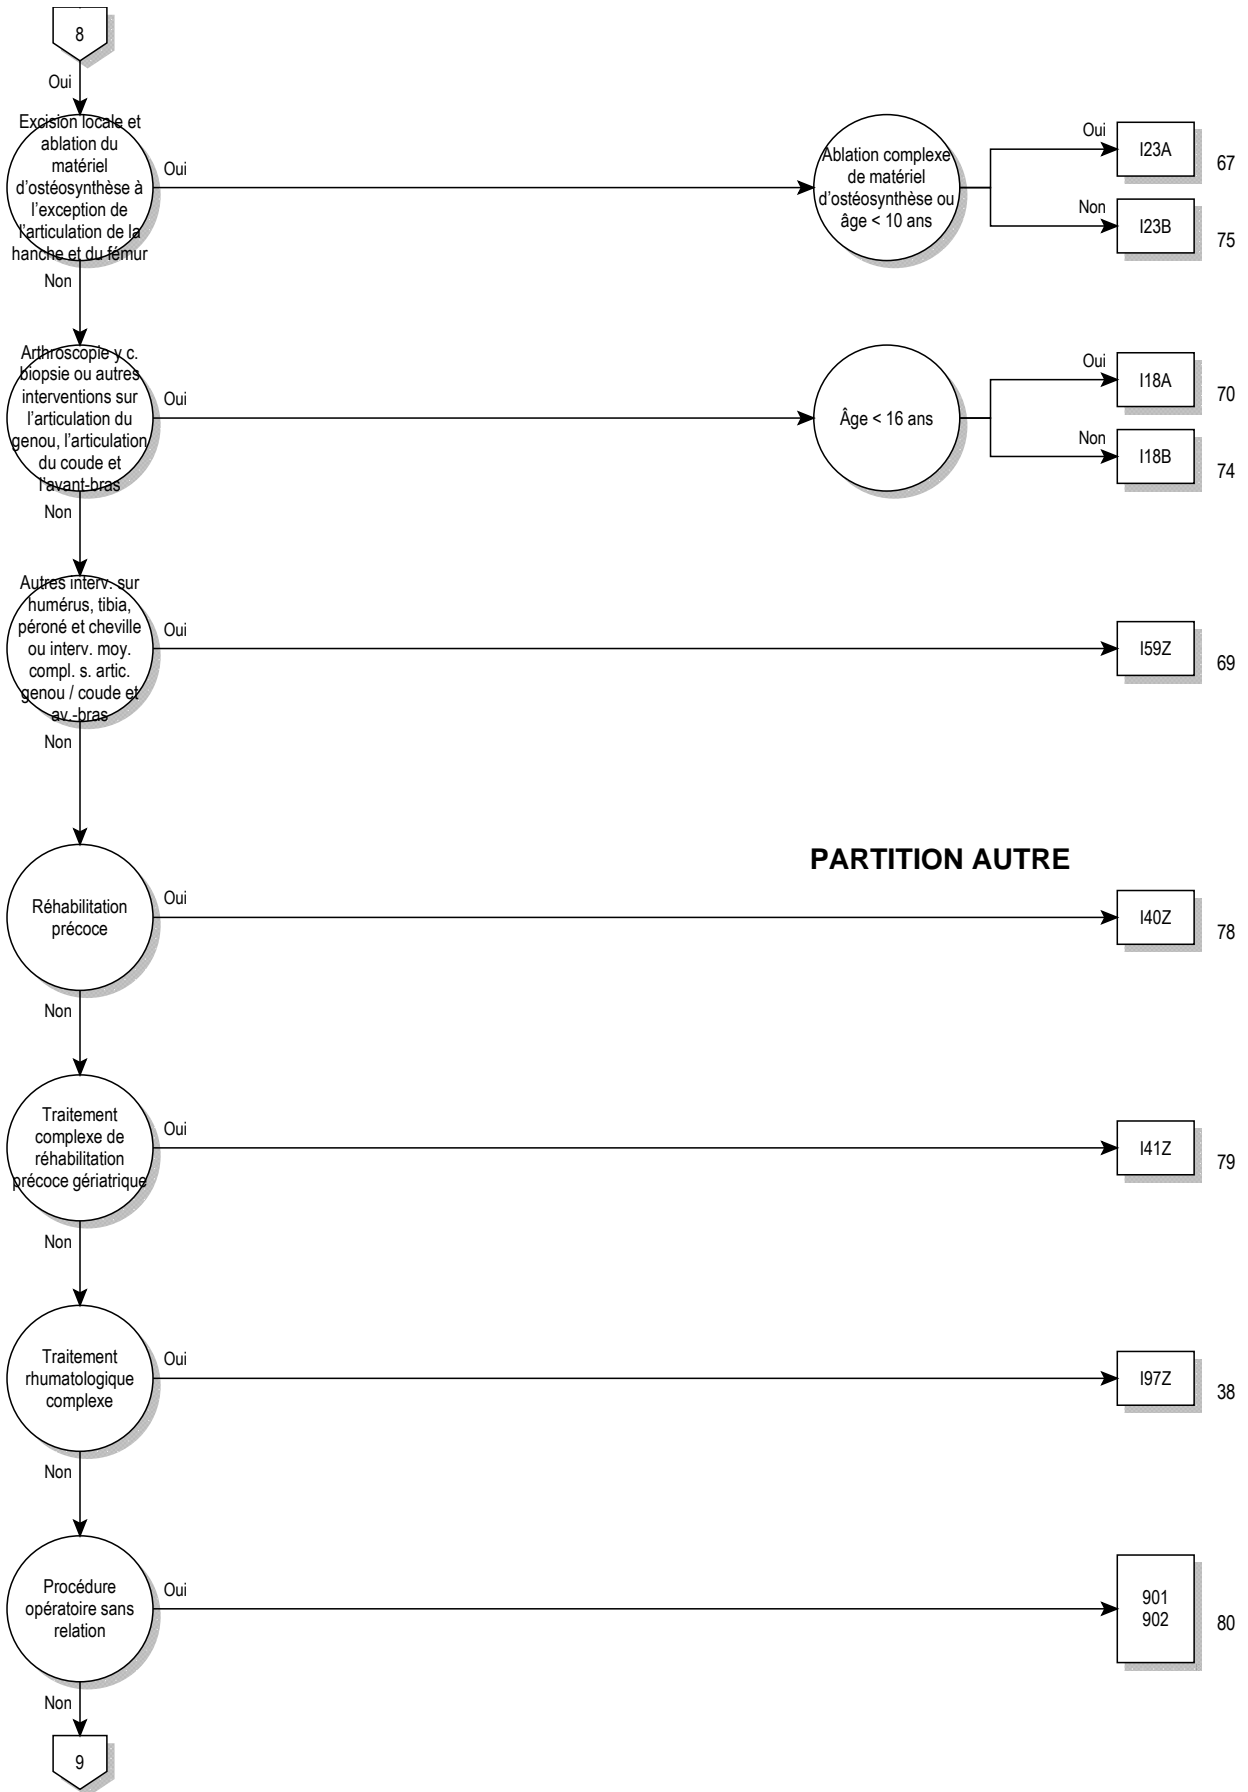 8
Oui
Excision locale et
ablation du
matériel
d'ostéosynthèse à
l'exception de
l'articulation de la
hanche et du fémur
Oui
Ablation complexe
de matériel
d'ostéosynthèse ou
âge < 10 ans
Oui
I23A
67
Non
I23B
75
Non
Arthroscopie y c.
biopsie ou autres
interventions sur
l'articulation du
genou, l'articulation
du coude et
l'avant-bras
Oui
Âge < 16 ans
Oui
I18A
70
Non
I18B
74
Non
Autres interv. sur
humérus, tibia,
péroné et cheville
ou interv. moy.
compl. s. artic.
genou / coude et
av.-bras
Oui
I59Z
69
Non
PARTITION AUTRE
Réhabilitation
précoce
Oui
I40Z
78
Non
Traitement
complexe de
réhabilitation
précoce gériatrique
Oui
I41Z
79
Non
Traitement
rhumatologique
complexe
Oui
I97Z
38
Non
Procédure
opératoire sans
relation
Oui
901
902
80
Non
9